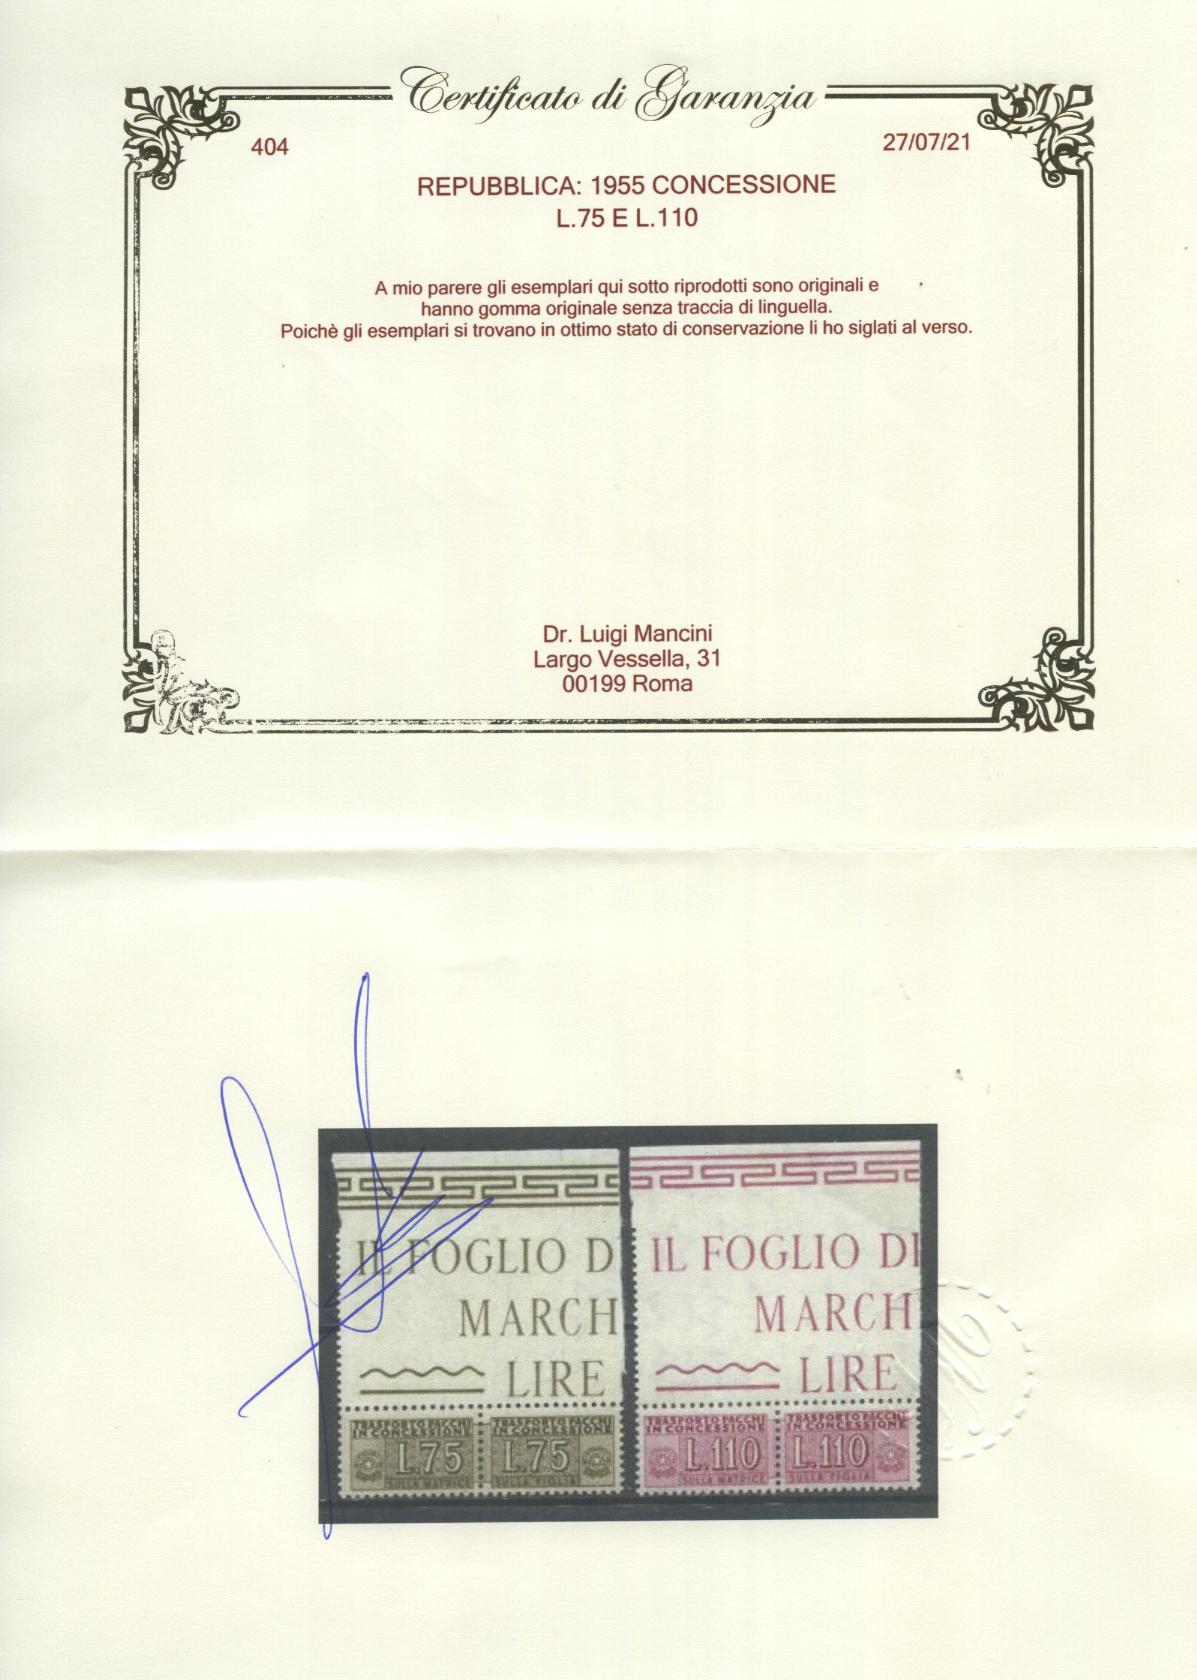 Certificato di Garanzia
404
27/07/21
REPUBBLICA: 1955 CONCESSIONE
L.75 E L.110
A mio parere gli esemplari qui sotto riprodotti sono originali e
hanno gomma originale senza traccia di linguella.
Poichè gli esemplari si trovano in ottimo stato di conservazione li ho siglati al verso.
Dr. Luigi Mancini
Largo Vessella, 31
00199 Roma
IL FOGLIO D
MARCH
LIRE
TRASPORTO PACCHI
IN CONCESSIONE
L.75
SULLA MATRICE
TRASPORTO PACCHI
IN CONCESSIONE
L.75
SULLA FIGLIA
IL FOGLIO DI
MARCH
LIRE
TRASPORTO PACCHI
IN CONCESSIONE
L.110
SULLA MATRICE
TRASPORTO PACCHI
IN CONCESSIONE
L.110
SULLA FIGLIA